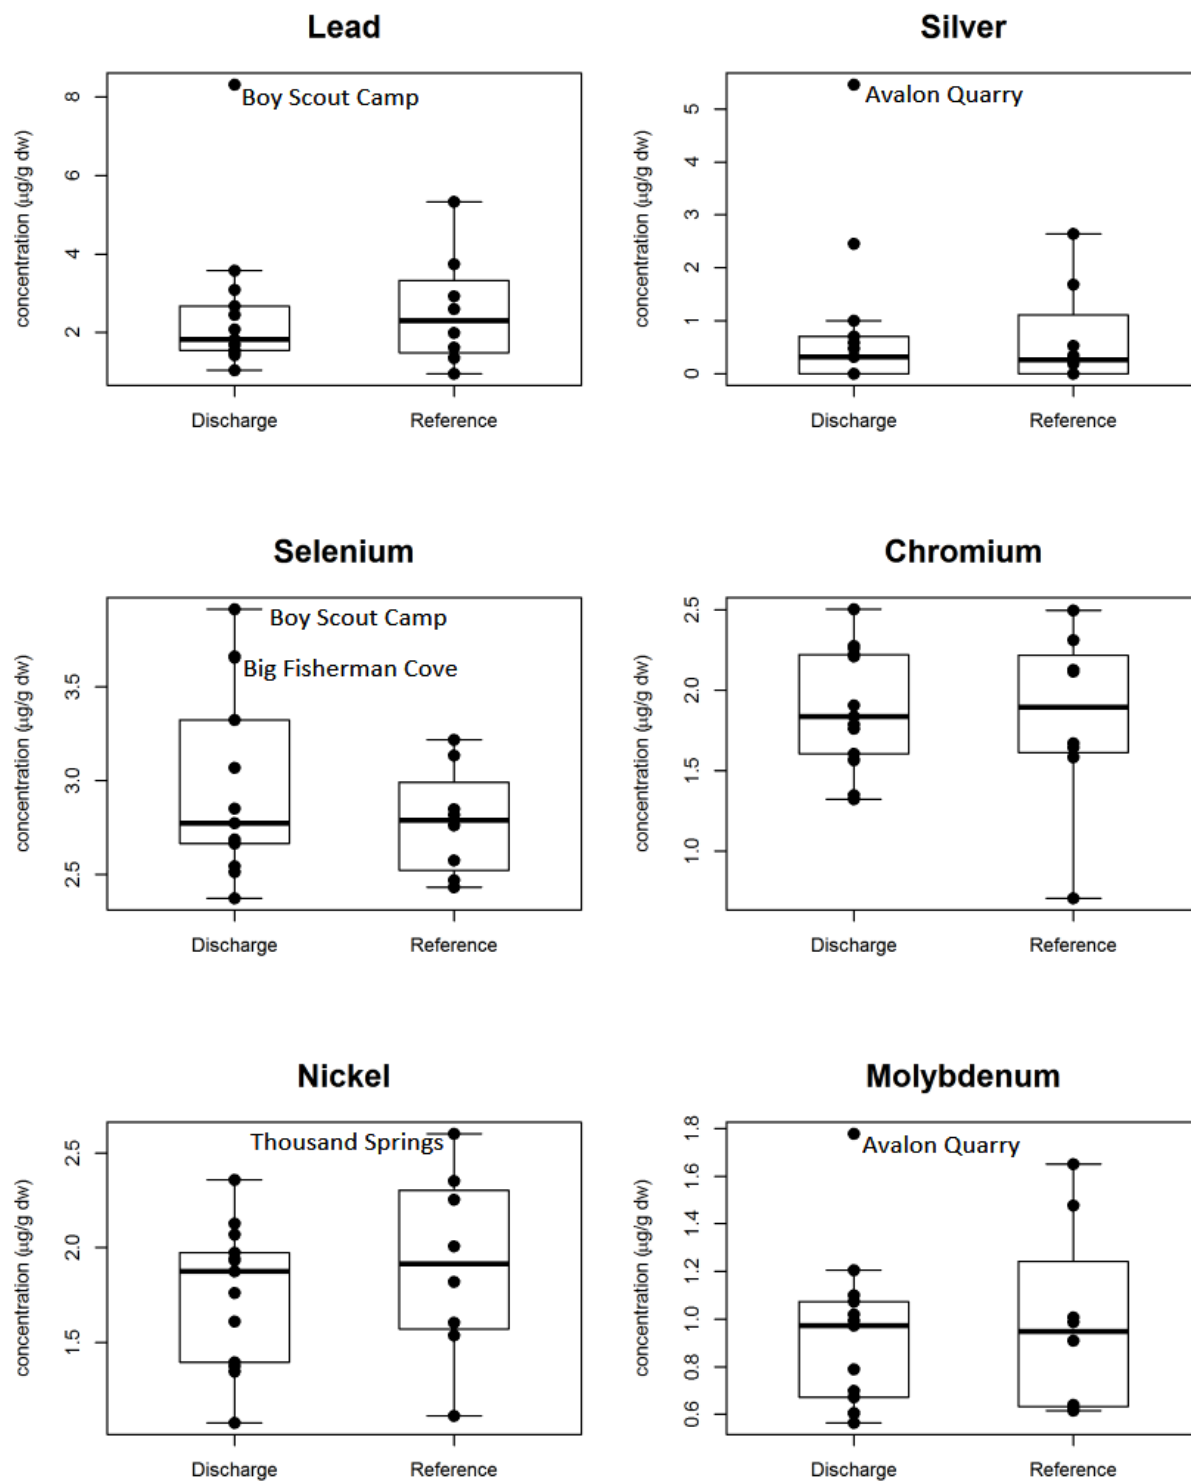 Lead
concentration (µg/g dw)
8
6
4
2
Boy Scout Camp
Discharge
Reference
Silver
concentration (µg/g dw)
5
4
3
2
1
0
Avalon Quarry
Discharge
Reference
Selenium
concentration (µg/g dw)
3.5
3.0
2.5
Boy Scout Camp
Big Fisherman Cove
Discharge
Reference
Chromium
concentration (µg/g dw)
2.5
2.0
1.5
1.0
Discharge
Reference
Nickel
concentration (µg/g dw)
2.5
2.0
1.5
Thousand Springs
Discharge
Reference
Molybdenum
concentration (µg/g dw)
1.8
1.6
1.4
1.2
1.0
0.8
0.6
Avalon Quarry
Discharge
Reference